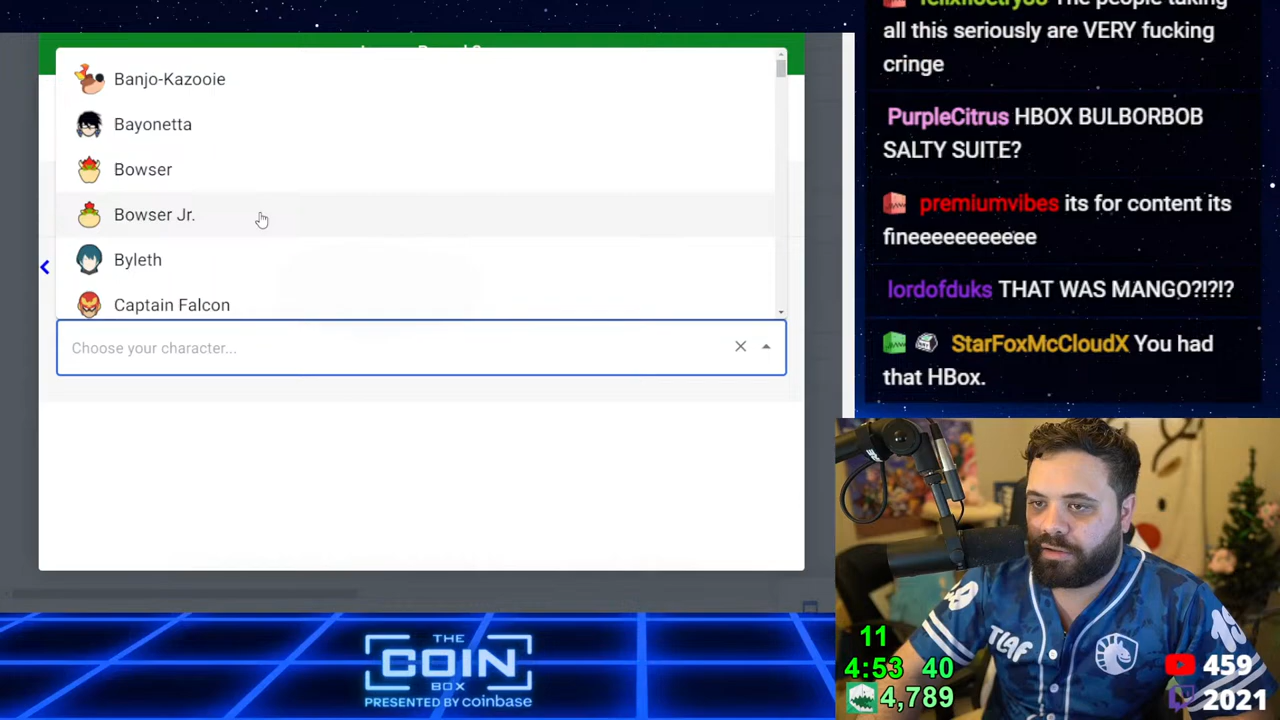 Banjo-Kazooie
Bayonetta
Bowser
Bowser Jr.
Byleth
Captain Falcon
Choose your character...
The people taking
all this seriously are VERY fucking
cringe
PurpleCitrus HBOX BULBORBOB
SALTY SUITE?
premiumvibes its for content its
fineeeeeeeeeee
lordofduks THAT WAS MANGO?!?!?
StarFoxMcCloudX You had
that HBox.
THE
COIN
BOX
PRESENTED BY coinbase
TLAF
11
4:53 40
4,789
459
2021